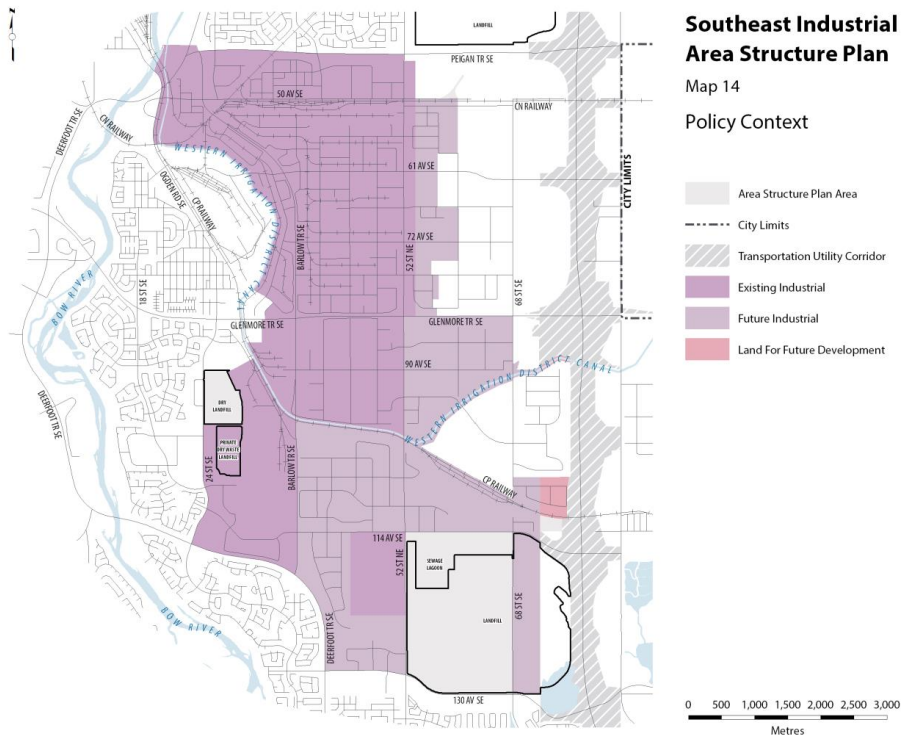 Southeast Industrial
Area Structure Plan
Map 14
Policy Context
Area Structure Plan Area
City Limits
Transportation Utility Corridor
Existing Industrial
Future Industrial
Land For Future Development
0 500 1,000 1,500 2,000 2,500 3,000
Metres
N
LANDFILL
PEIGAN TR SE
50 AV SE
CN RAILWAY
DEERFOOT TR SE
CN RAILWAY
WESTERN IRRIGATION DISTRICT CANAL
61 AV SE
CITY LIMITS
OGDEN RD SE
CP RAILWAY
BARLOW TR SE
72 AV SE
52 ST NE
18 ST SE
68 ST SE
BOW RIVER
GLENMORE TR SE
GLENMORE TR SE
90 AV SE
WESTERN IRRIGATION DISTRICT CANAL
DEERFOOT TR SE
DRY
LANDFILL
PRIVATE
DRY WASTE
LANDFILL
24 ST SE
BARLOW TR SE
CP RAILWAY
114 AV SE
52 ST NE
SEWAGE
LAGOON
68 ST SE
LANDFILL
DEERFOOT TR SE
BOW RIVER
130 AV SE